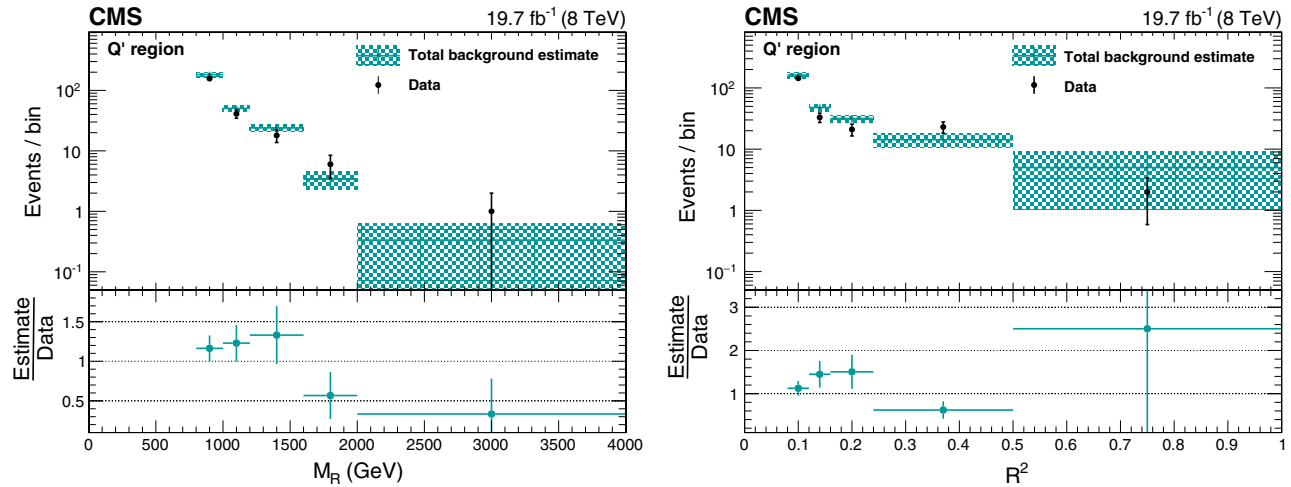 CMS
19.7 fb⁻¹ (8 TeV)
Q' region
Total background estimate
Data
Events / bin
10²
10
1
10⁻¹
Estimate
Data
1.5
1
0.5
0 500 1000 1500 2000 2500 3000 3500 4000
M_R (GeV)
CMS
19.7 fb⁻¹ (8 TeV)
Q' region
Total background estimate
Data
Events / bin
10²
10
1
10⁻¹
Estimate
Data
3
2
1
0 0.1 0.2 0.3 0.4 0.5 0.6 0.7 0.8 0.9 1
R²